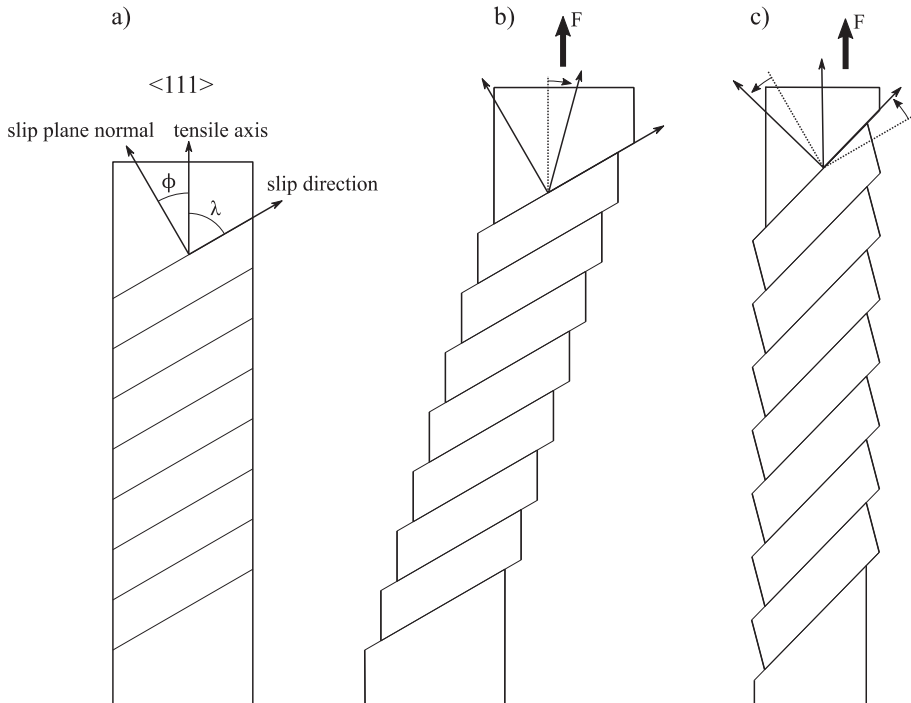 a)
b)
c)
F
F
<111>
slip plane normal
tensile axis
ϕ
λ
slip direction